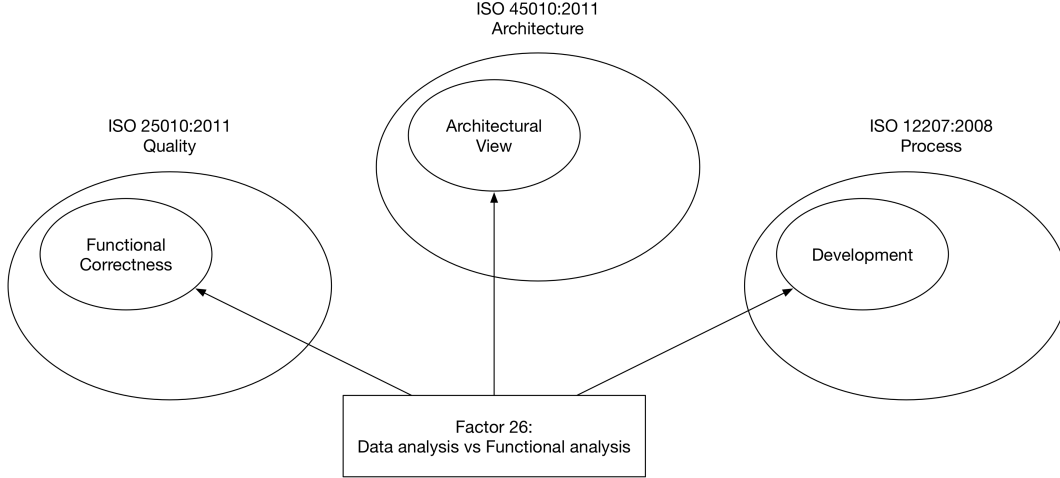 ISO 45010:2011
Architecture
Architectural
View
ISO 25010:2011
Quality
Functional
Correctness
ISO 12207:2008
Process
Development
Factor 26:
Data analysis vs Functional analysis